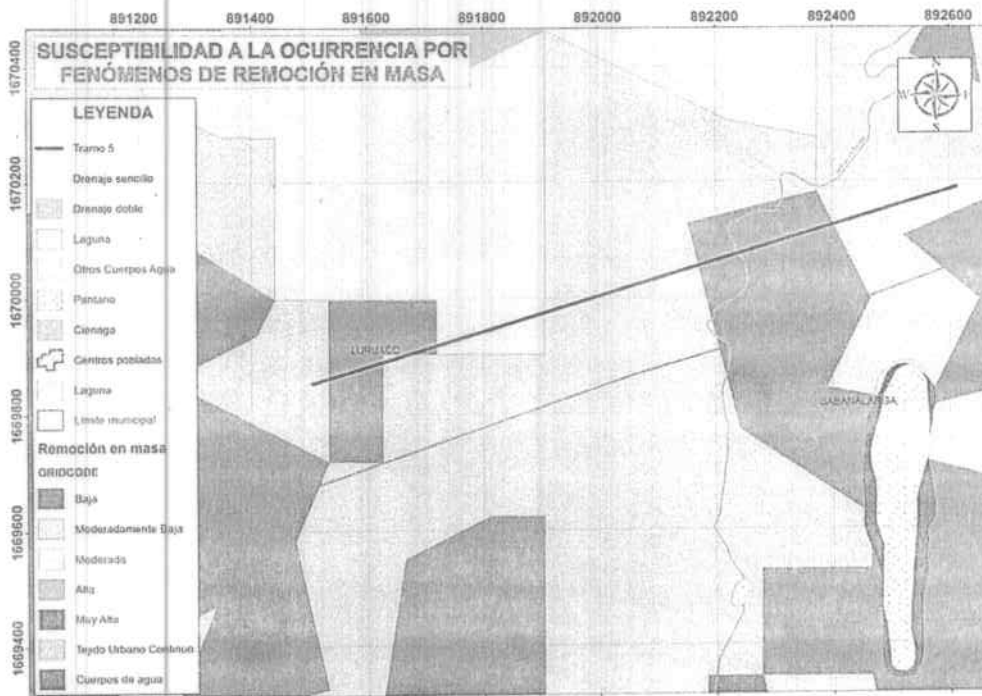 891200 891400 891600 891800 892000 892200 892400 892600
SUSCEPTIBILIDAD A LA OCURRENCIA POR
FENÓMENOS DE REMOCIÓN EN MASA
1670400
1670200
1670000
1669800
1669600
1669400
N
W E
S
LEYENDA
Tramo 5
Drenaje sencillo
Drenaje doble
Laguna
Otros Cuerpos Agua
Pantano
Cienaga
Centros poblados
Laguna
Limite municipal
Remoción en masa
GRIDCODE
Baja
Moderadamente Baja
Moderada
Alta
Muy Alta
Tejido Urbano Continuo
Cuerpos de agua
LURUACO
SABANALARGA